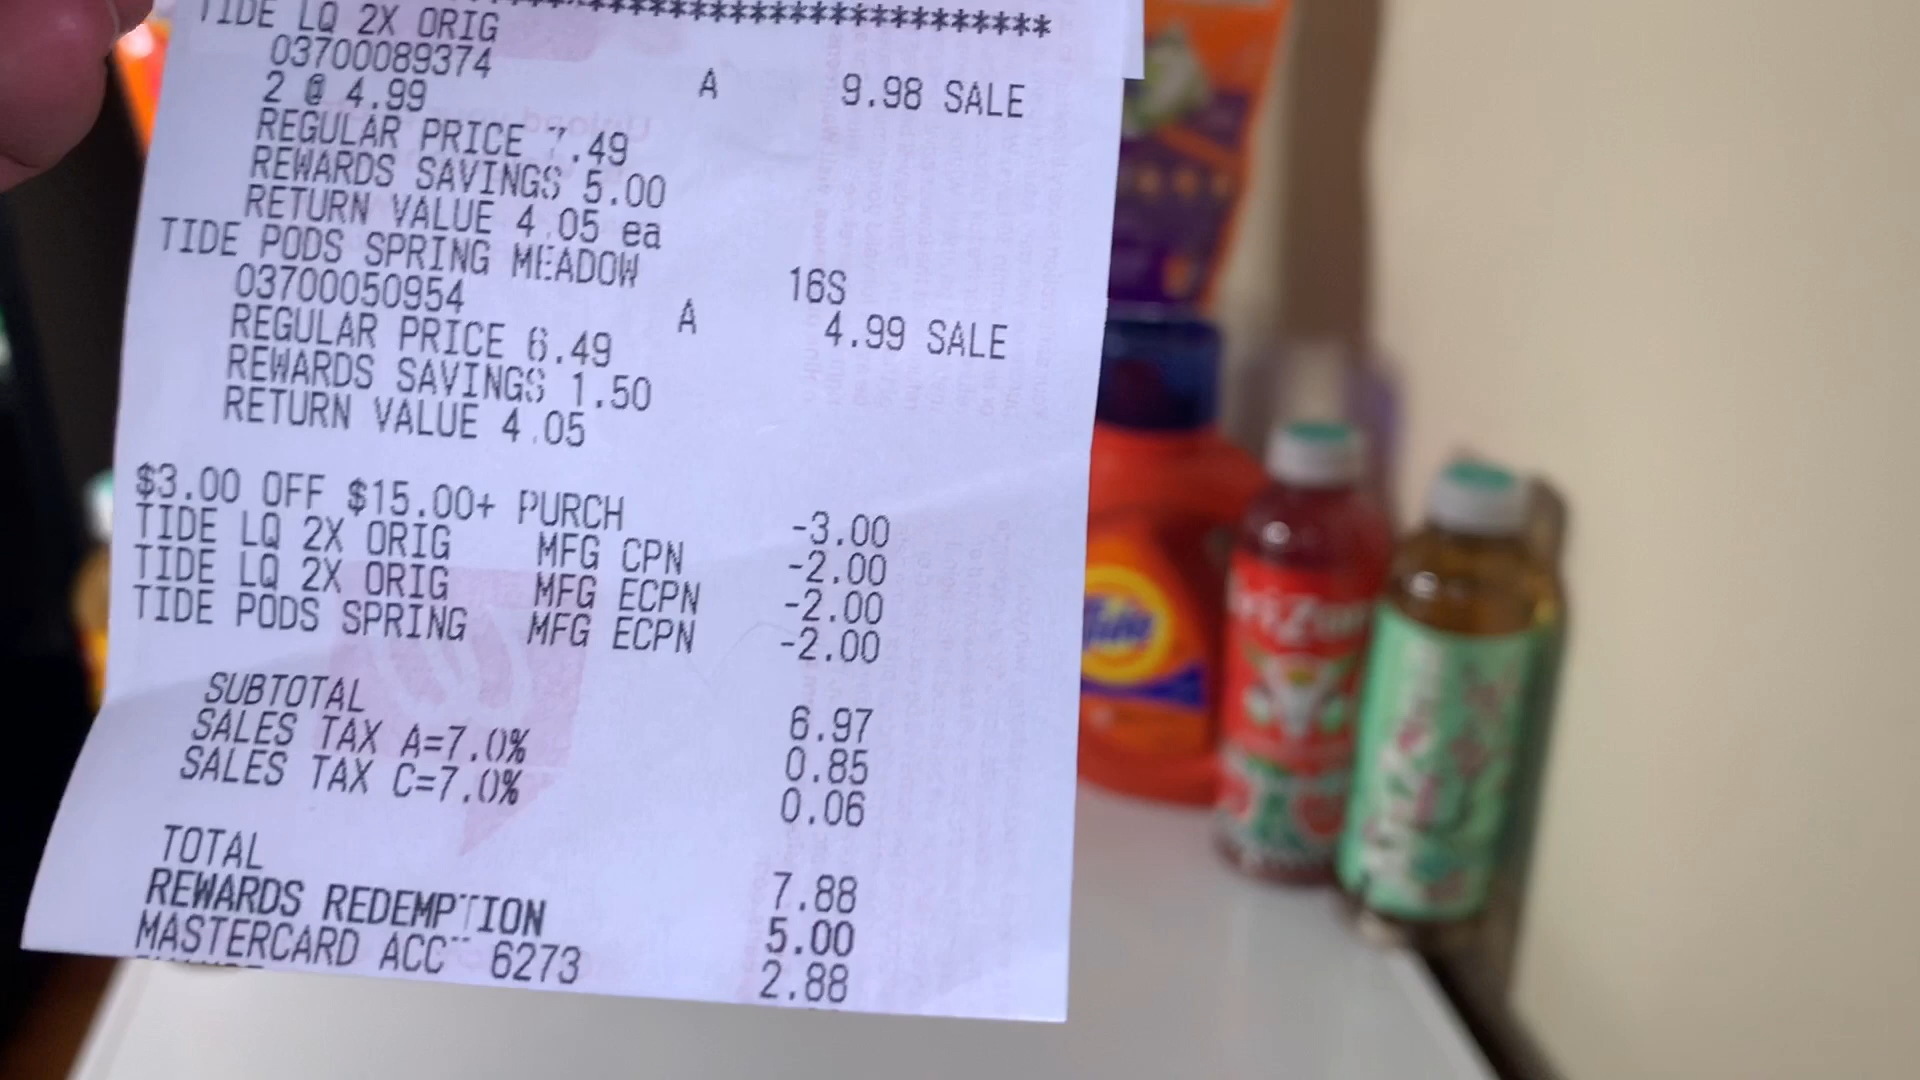 ***********************
TIDE LQ 2X ORIG
03700089374 A 9.98 SALE
2 @ 4.99
REGULAR PRICE 7.49
REWARDS SAVINGS 5.00
RETURN VALUE 4.05 ea
TIDE PODS SPRING MEADOW 16S
03700050954 A 4.99 SALE
REGULAR PRICE 6.49
REWARDS SAVINGS 1.50
RETURN VALUE 4.05
$3.00 OFF $15.00+ PURCH -3.00
TIDE LQ 2X ORIG MFG CPN -2.00
TIDE LQ 2X ORIG MFG ECPN -2.00
TIDE PODS SPRING MFG ECPN -2.00
SUBTOTAL 6.97
SALES TAX A=7.0% 0.85
SALES TAX C=7.0% 0.06
TOTAL 7.88
REWARDS REDEMPTION 5.00
MASTERCARD ACCT 6273 2.88
Tide
AriZona
AriZona